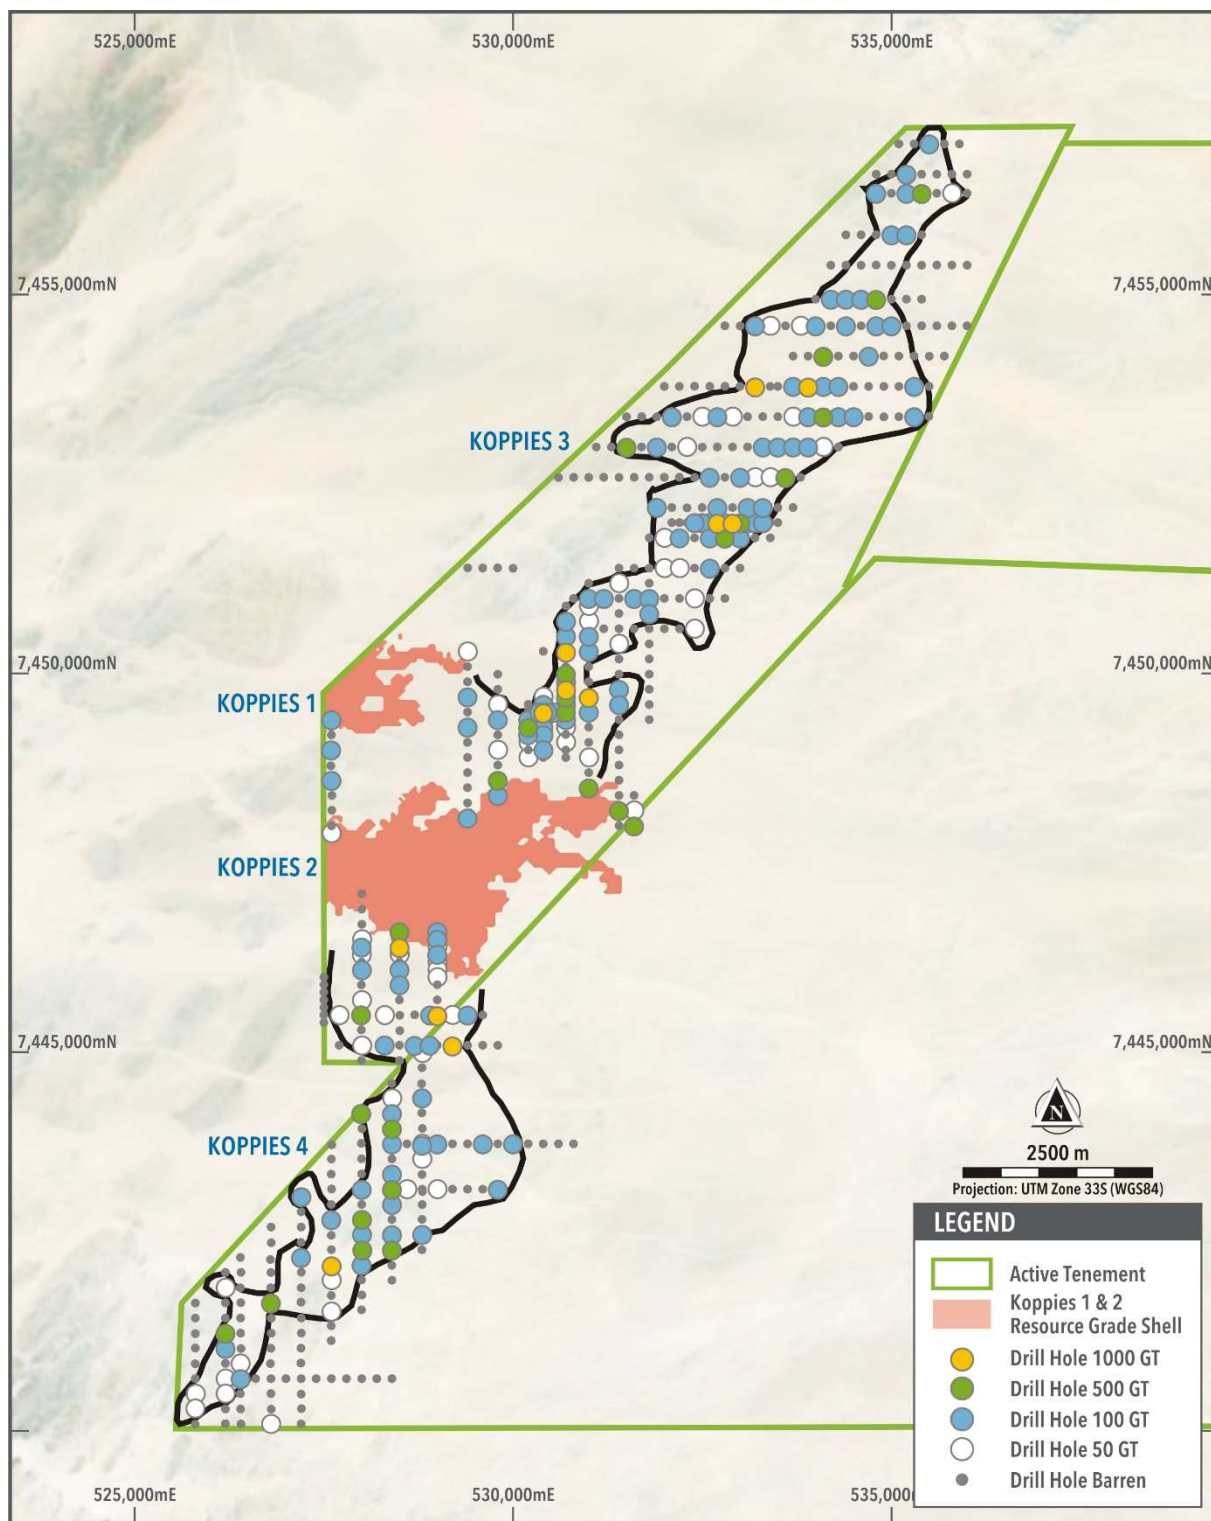 525,000mE
530,000mE
535,000mE
7,455,000mN
7,455,000mN
KOPPIES 3
7,450,000mN
7,450,000mN
KOPPIES 1
KOPPIES 2
7,445,000mN
7,445,000mN
KOPPIES 4
N
2500 m
Projection: UTM Zone 33S (WGS84)
LEGEND
Active Tenement
Koppies 1 & 2
Resource Grade Shell
Drill Hole 1000 GT
Drill Hole 500 GT
Drill Hole 100 GT
Drill Hole 50 GT
Drill Hole Barren
525,000mE
530,000mE
535,000